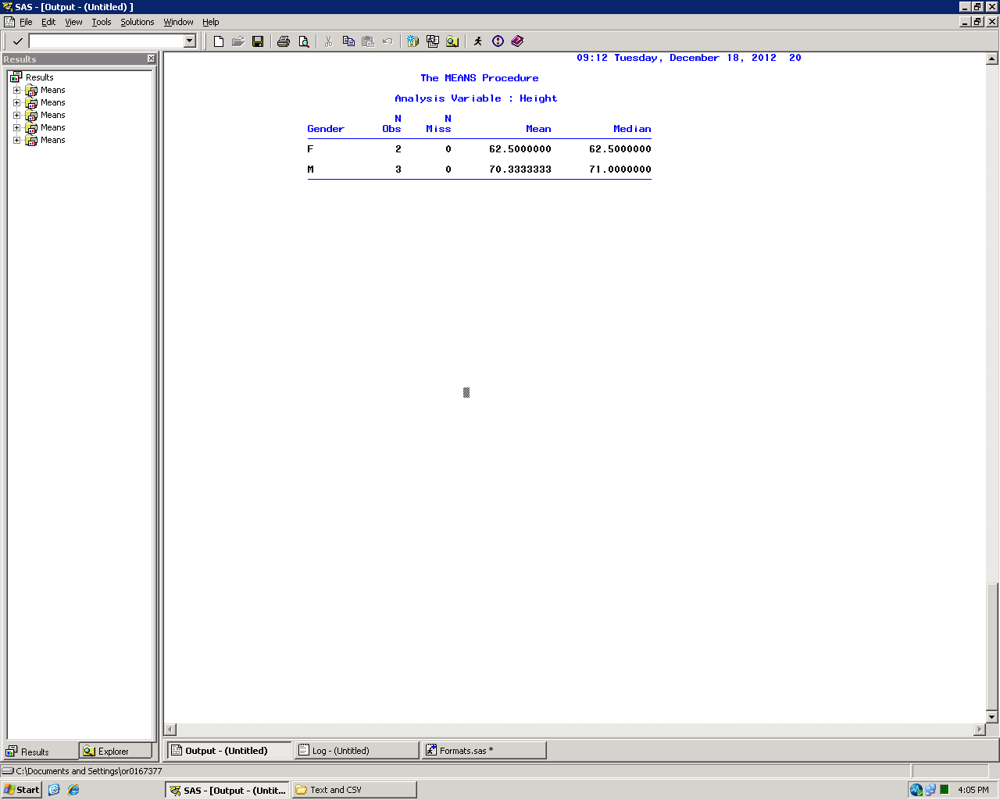 SAS - [Output - (Untitled) ]
File Edit View Tools Solutions Window Help
Results
Results
Means
Means
Means
Means
Means
09:12 Tuesday, December 18, 2012 20
The MEANS Procedure
Analysis Variable : Height
N N
Gender Obs Miss Mean Median
F 2 0 62.5000000 62.5000000
M 3 0 70.3333333 71.0000000
Results Explorer
Output - (Untitled) Log - (Untitled) Formats.sas *
C:\Documents and Settings\or0167377
Start SAS - [Output - (Untit... Text and CSV 4:05 PM